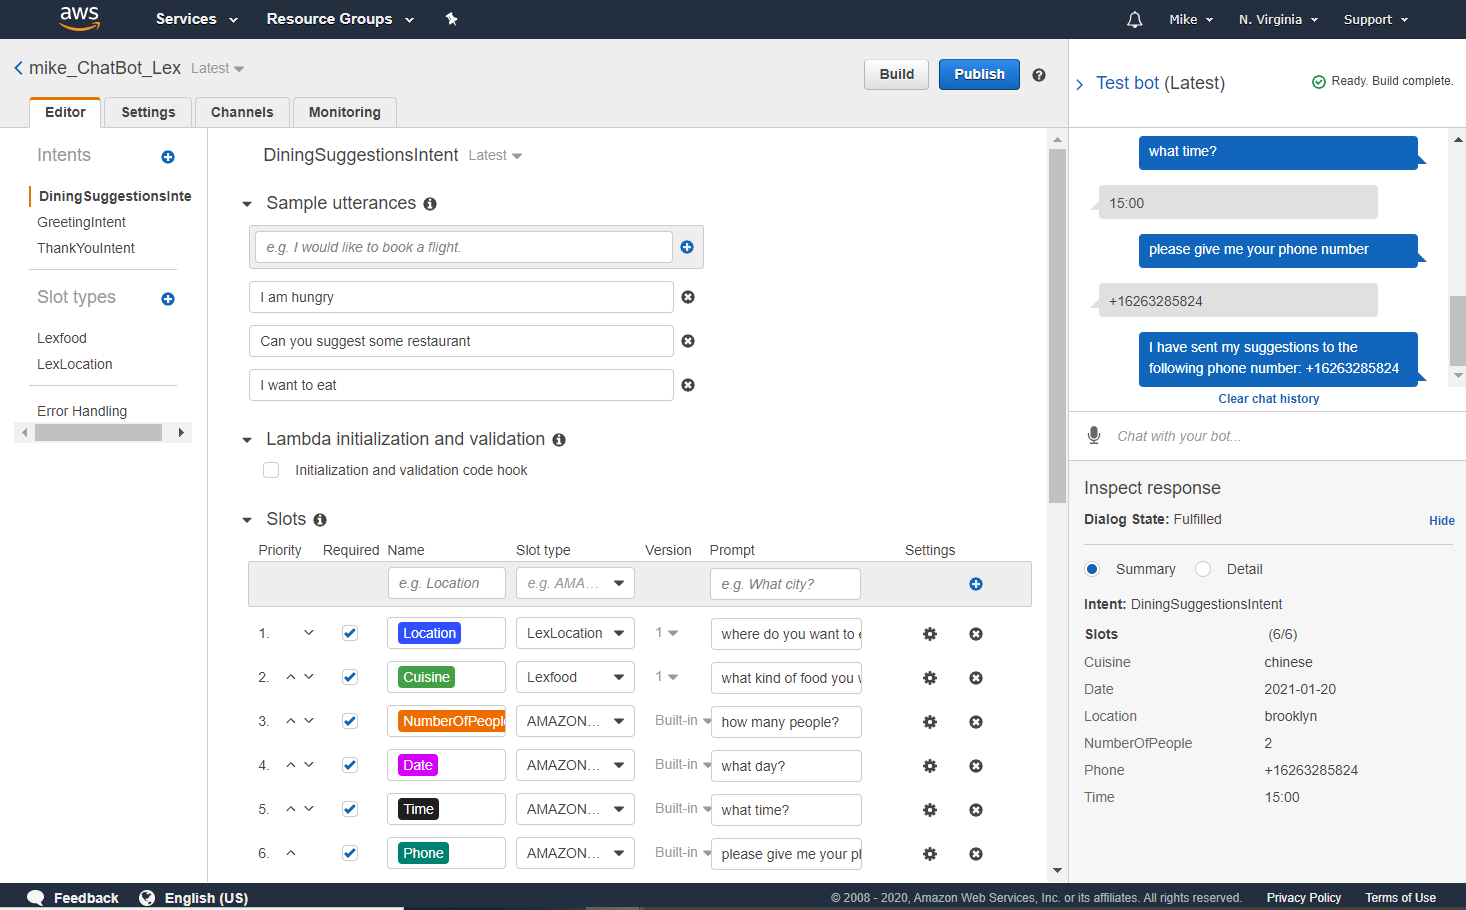 aws
Services
Resource Groups
Mike
N. Virginia
Support
mike_ChatBot_Lex Latest
Build
Publish
Editor
Settings
Channels
Monitoring
Intents
DiningSuggestionsInte
GreetingIntent
ThankYouIntent
Slot types
Lexfood
LexLocation
Error Handling
DiningSuggestionsIntent Latest
Sample utterances
e.g. I would like to book a flight.
I am hungry
Can you suggest some restaurant
I want to eat
Lambda initialization and validation
Initialization and validation code hook
Slots
Priority Required Name Slot type Version Prompt Settings
e.g. Location e.g. AMA... e.g. What city?
1. Location LexLocation 1 where do you want to e
2. Cuisine Lexfood 1 what kind of food you w
3. NumberOfPeopl AMAZON... Built-in how many people?
4. Date AMAZON... Built-in what day?
5. Time AMAZON... Built-in what time?
6. Phone AMAZON... Built-in please give me your pl
Test bot (Latest)
Ready. Build complete.
what time?
15:00
please give me your phone number
+16263285824
I have sent my suggestions to the
following phone number: +16263285824
Clear chat history
Chat with your bot...
Inspect response
Dialog State: Fulfilled
Hide
Summary
Detail
Intent: DiningSuggestionsIntent
Slots (6/6)
Cuisine chinese
Date 2021-01-20
Location brooklyn
NumberOfPeople 2
Phone +16263285824
Time 15:00
Feedback
English (US)
© 2008 - 2020, Amazon Web Services, Inc. or its affiliates. All rights reserved.
Privacy Policy
Terms of Use